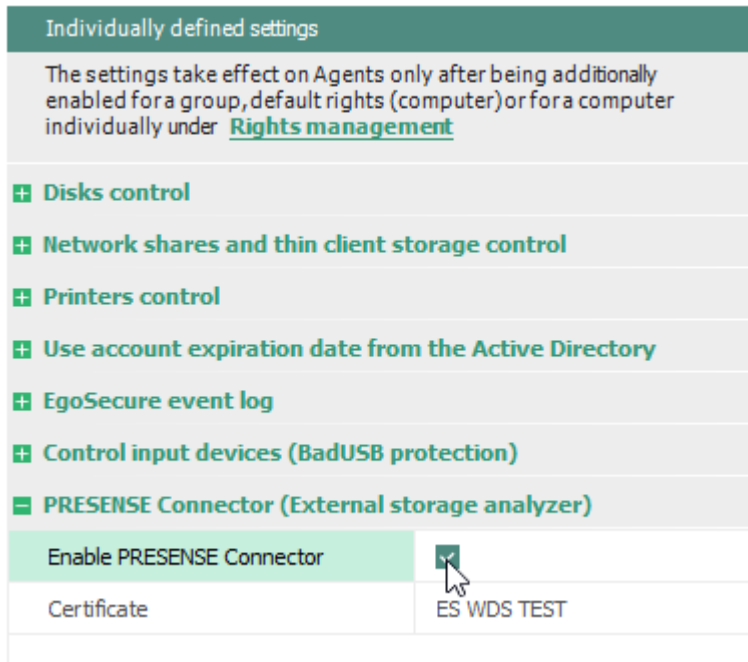 Individually defined settings
The settings take effect on Agents only after being additionally
enabled for a group, default rights (computer) or for a computer
individually under Rights management
Disks control
Network shares and thin client storage control
Printers control
Use account expiration date from the Active Directory
EgoSecure event log
Control input devices (BadUSB protection)
PRESENSE Connector (External storage analyzer)
Enable PRESENSE Connector
Certificate ES WDS TEST